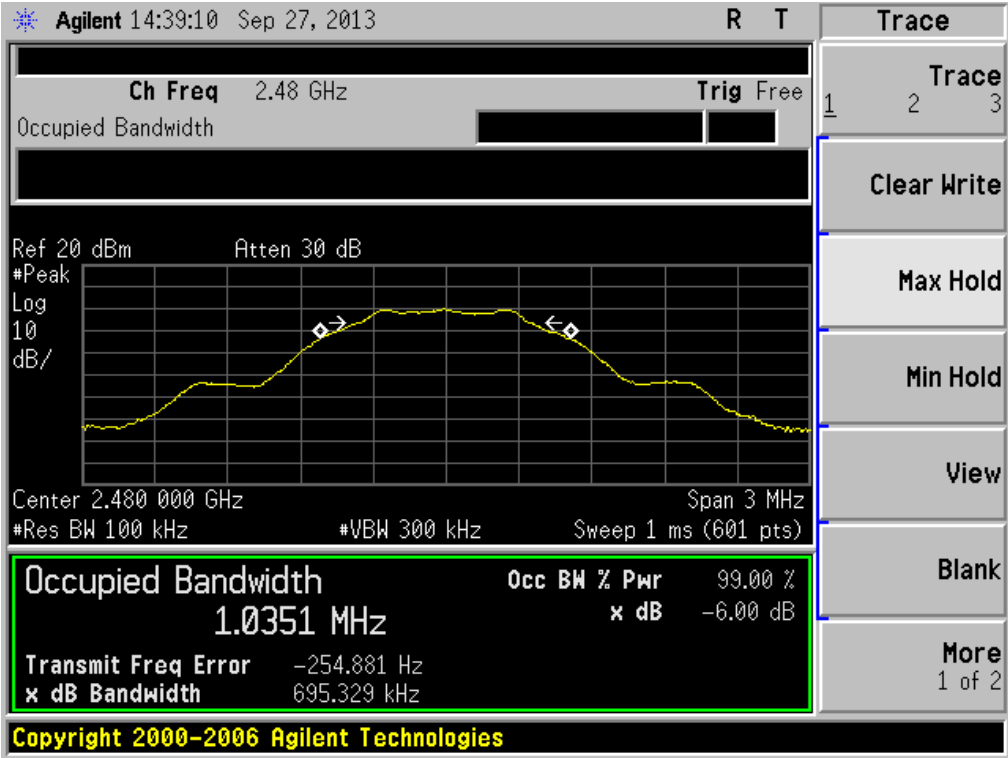 Agilent 14:39:10 Sep 27, 2013 R T
Trace
Ch Freq 2.48 GHz Trig Free
Occupied Bandwidth
Trace
1 2 3
Clear Write
Max Hold
Min Hold
View
Blank
More
1 of 2
Ref 20 dBm Atten 30 dB
#Peak
Log
10
dB/
Center 2.480 000 GHz Span 3 MHz
#Res BW 100 kHz #VBW 300 kHz Sweep 1 ms (601 pts)
Occupied Bandwidth Occ BW % Pwr 99.00 %
1.0351 MHz x dB -6.00 dB
Transmit Freq Error -254.881 Hz
x dB Bandwidth 695.329 kHz
Copyright 2000-2006 Agilent Technologies